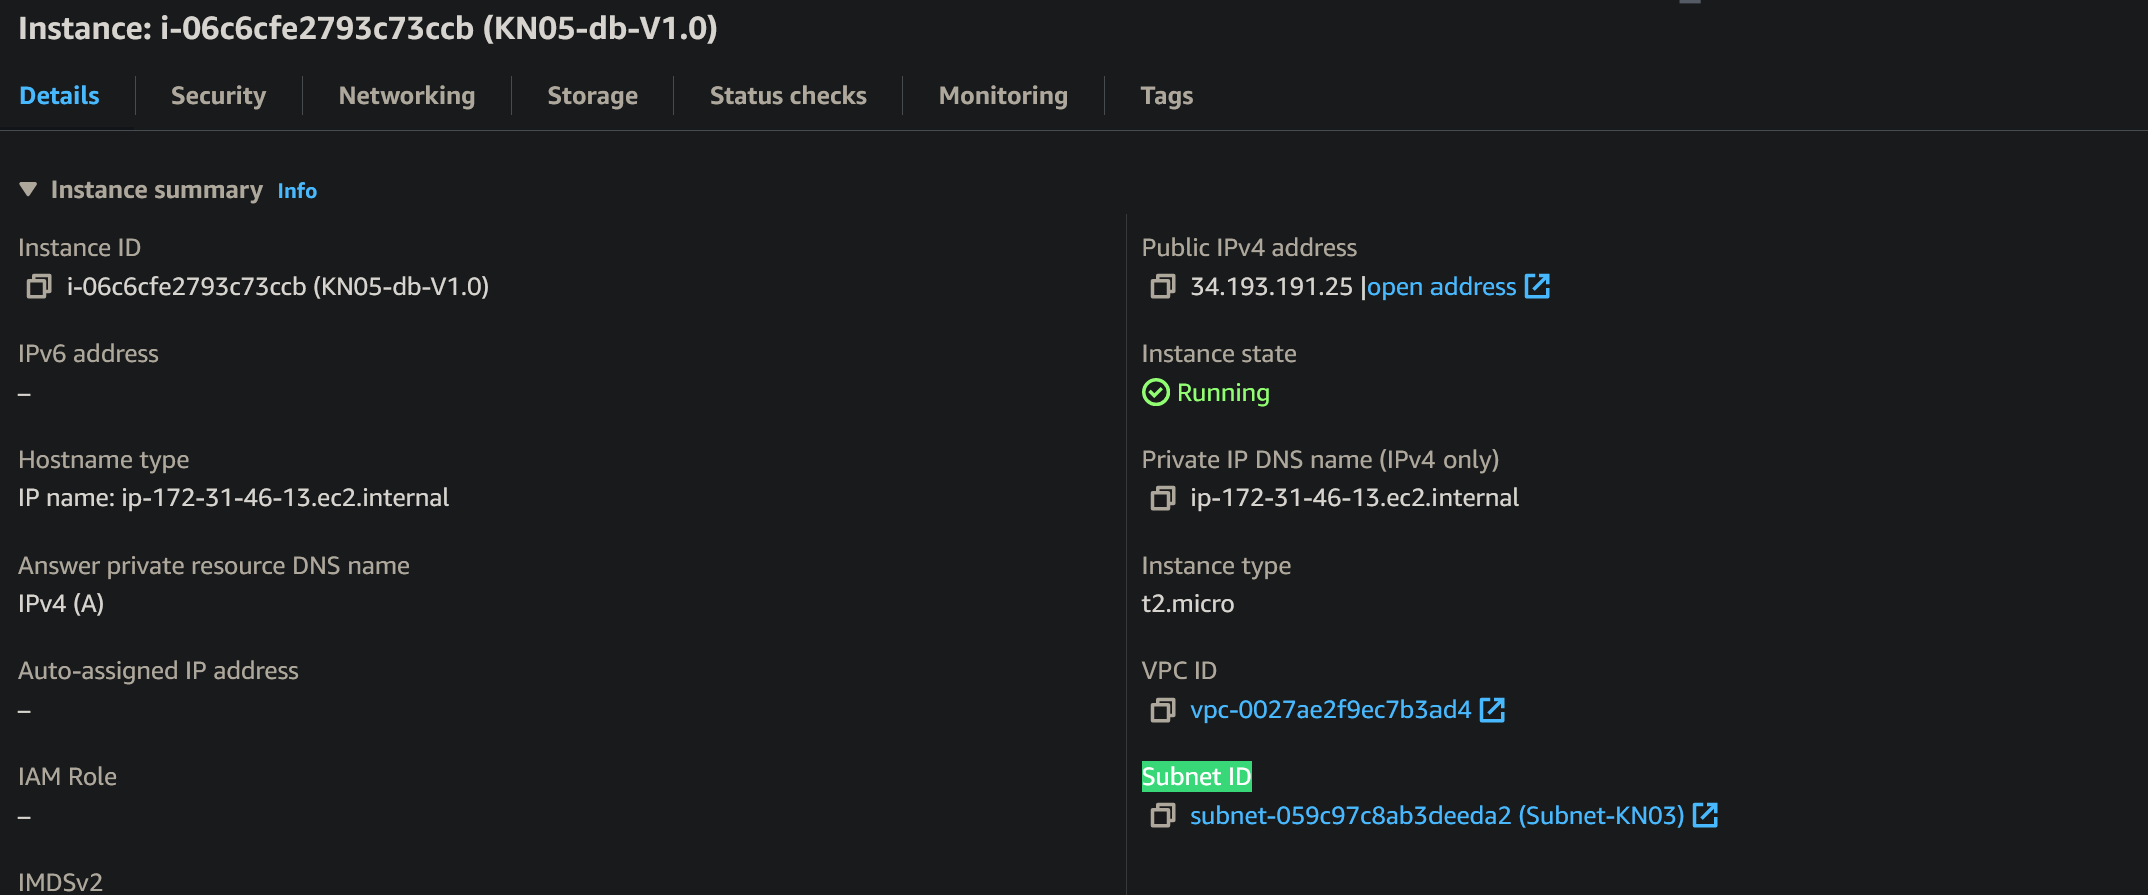 Instance: i-06c6cfe2793c73ccb (KN05-db-V1.0)
Details
Security
Networking
Storage
Status checks
Monitoring
Tags
Instance summary Info
Instance ID
i-06c6cfe2793c73ccb (KN05-db-V1.0)
Public IPv4 address
34.193.191.25 |open address
IPv6 address
–
Instance state
Running
Hostname type
IP name: ip-172-31-46-13.ec2.internal
Private IP DNS name (IPv4 only)
ip-172-31-46-13.ec2.internal
Answer private resource DNS name
IPv4 (A)
Instance type
t2.micro
Auto-assigned IP address
–
VPC ID
vpc-0027ae2f9ec7b3ad4
IAM Role
–
Subnet ID
subnet-059c97c8ab3deeda2 (Subnet-KN03)
IMDSv2